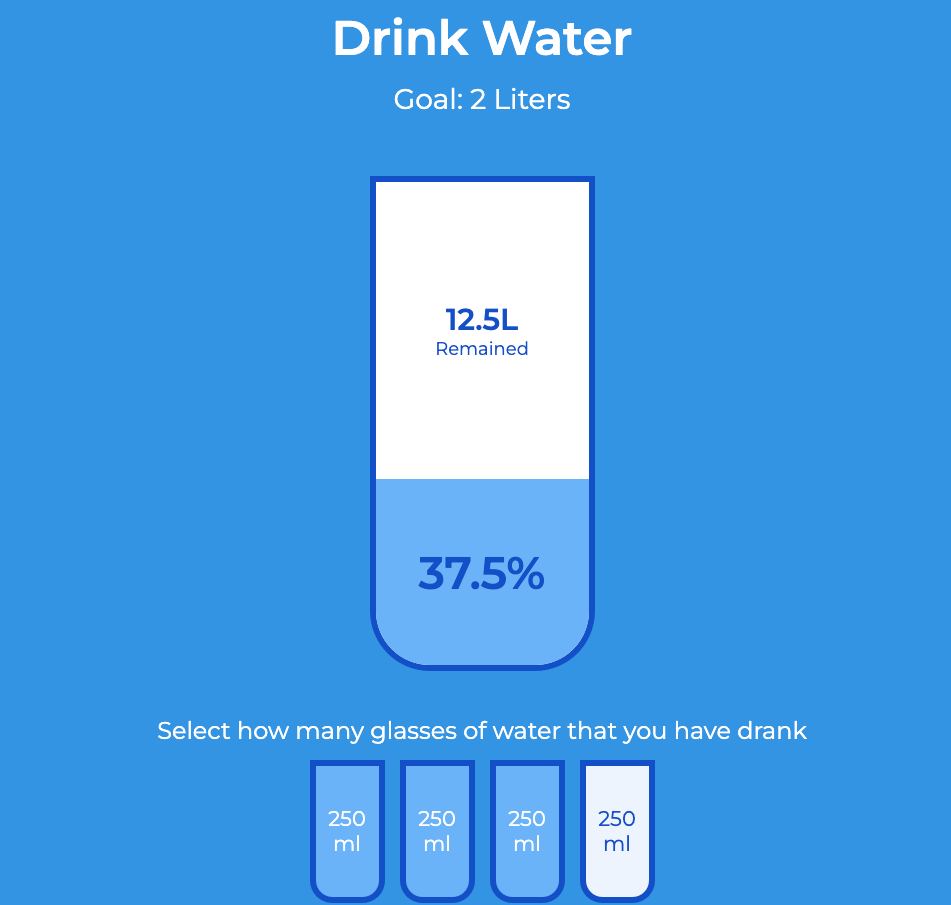 Drink Water
Goal: 2 Liters
12.5L
Remained
37.5%
Select how many glasses of water that you have drank
250 250 250 250
ml ml ml ml